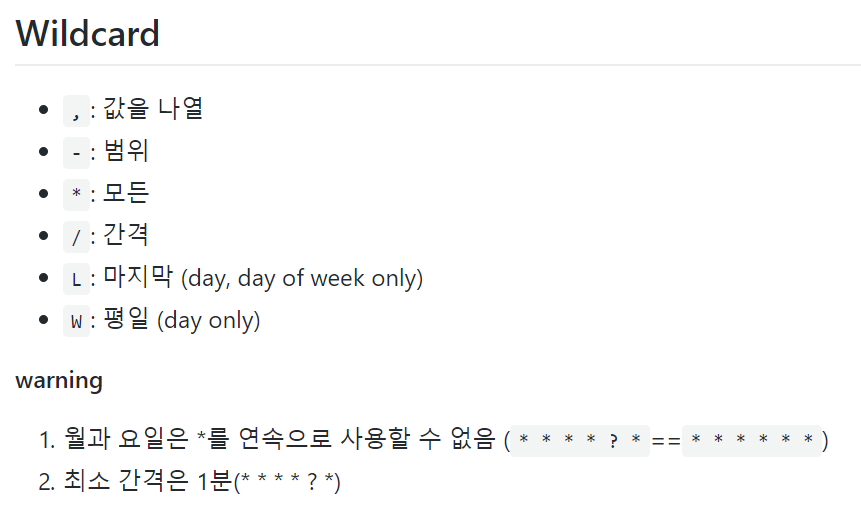 Wildcard
, : 값을 나열
- : 범위
* : 모든
/ : 간격
L : 마지막 (day, day of week only)
W : 평일 (day only)
warning
1. 월과 요일은 *를 연속으로 사용할 수 없음 ( * * * * ? * == * * * * * * )
2. 최소 간격은 1분(* * * * ? *)